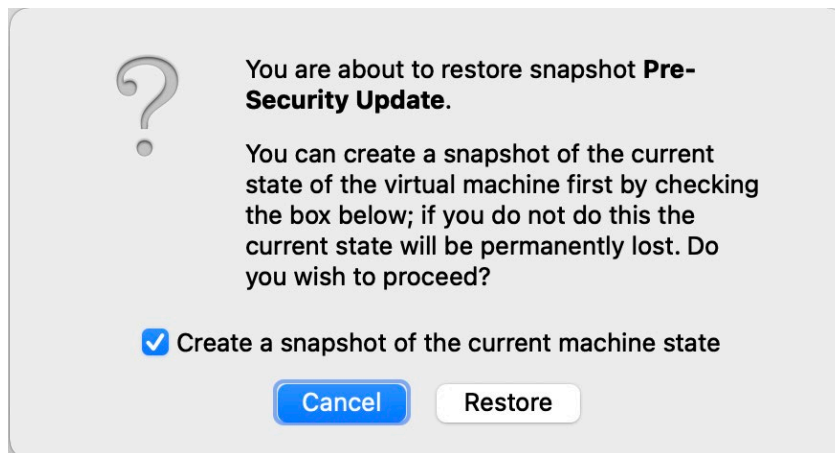 You are about to restore snapshot Pre-
Security Update.
You can create a snapshot of the current
state of the virtual machine first by checking
the box below; if you do not do this the
current state will be permanently lost. Do
you wish to proceed?
Create a snapshot of the current machine state
Cancel Restore